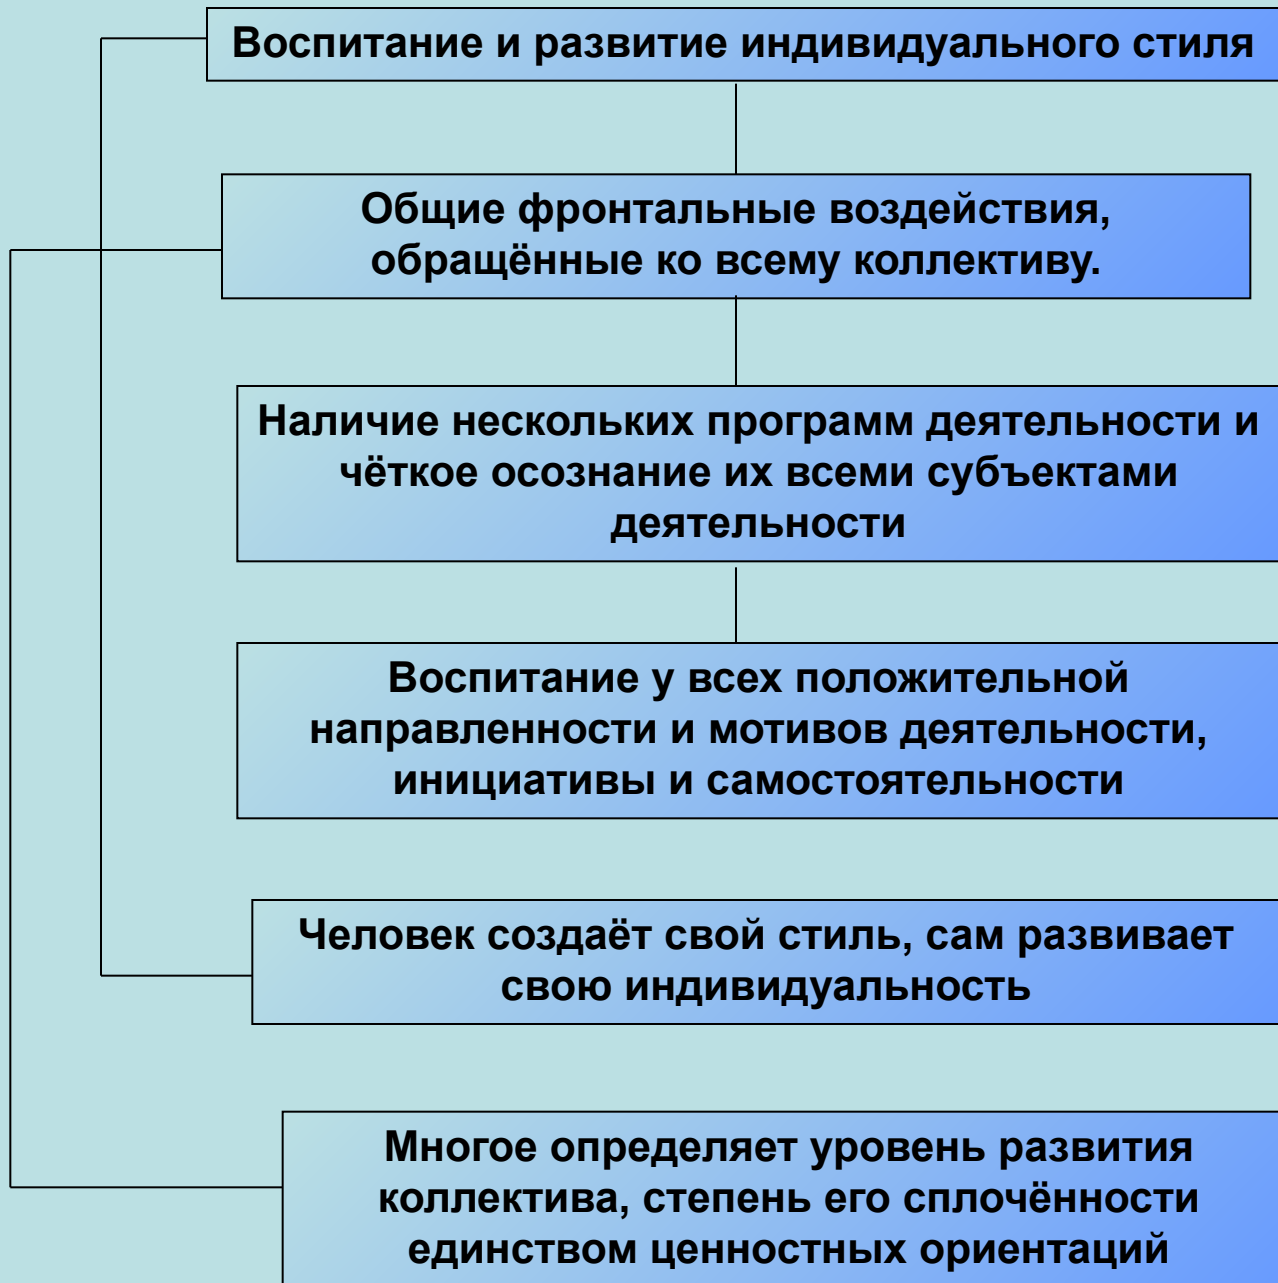 Воспитание и развитие индивидуального стиля
Общие фронтальные воздействия,
обращённые ко всему коллективу.
Наличие нескольких программ деятельности и
чёткое осознание их всеми субъектами
деятельности
Воспитание у всех положительной
направленности и мотивов деятельности,
инициативы и самостоятельности
Человек создаёт свой стиль, сам развивает
свою индивидуальность
Многое определяет уровень развития
коллектива, степень его сплочённости
единством ценностных ориентаций